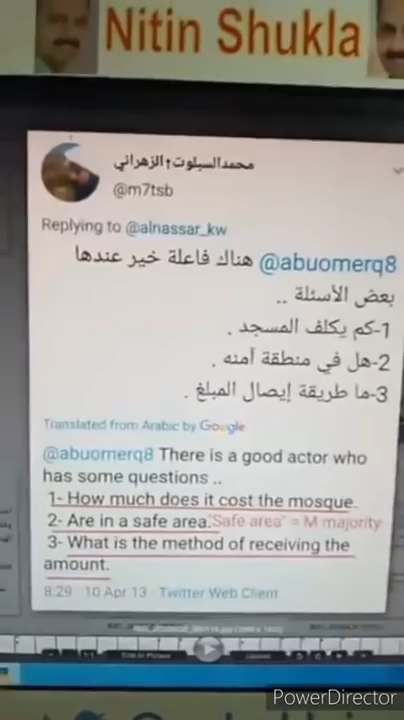 Nitin Shukla
محمدالسبلوت الزهراني
@m7tsb
Replying to @alnassar_kw
@abuomerq8 هناك فاعلة خير عندها
بعض الأسئلة ..
1-كم يكلف المسجد .
2-هل في منطقة آمنه .
3-ما طريقة إيصال المبلغ .
Translated from Arabic by Google
@abuomerq8 There is a good actor who
has some questions ..
1- How much does it cost the mosque.
2- Are in a safe area."Safe area" = M majority
3- What is the method of receiving the
amount.
8:29 10 Apr 13 · Twitter Web Client
PowerDirector